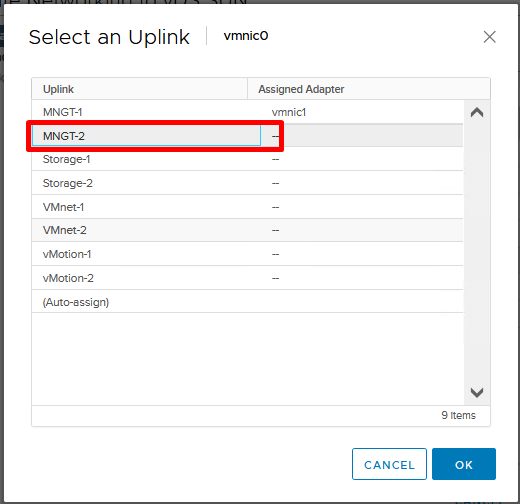 Select an Uplink vmnic0
Uplink Assigned Adapter
MNGT-1 vmnic1
MNGT-2 --
Storage-1 --
Storage-2 --
VMnet-1 --
VMnet-2 --
vMotion-1 --
vMotion-2 --
(Auto-assign)
9 items
CANCEL OK